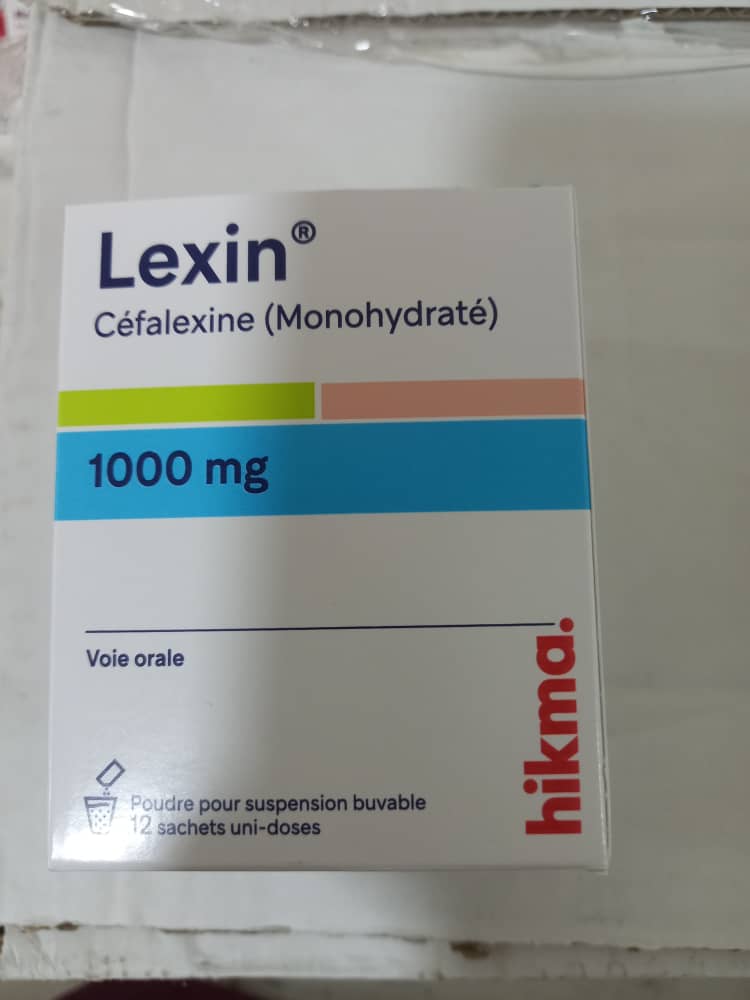 Lexin®
Céfalexine (Monohydraté)
1000 mg
Voie orale
hikma.
Poudre pour suspension buvable
12 sachets uni-doses